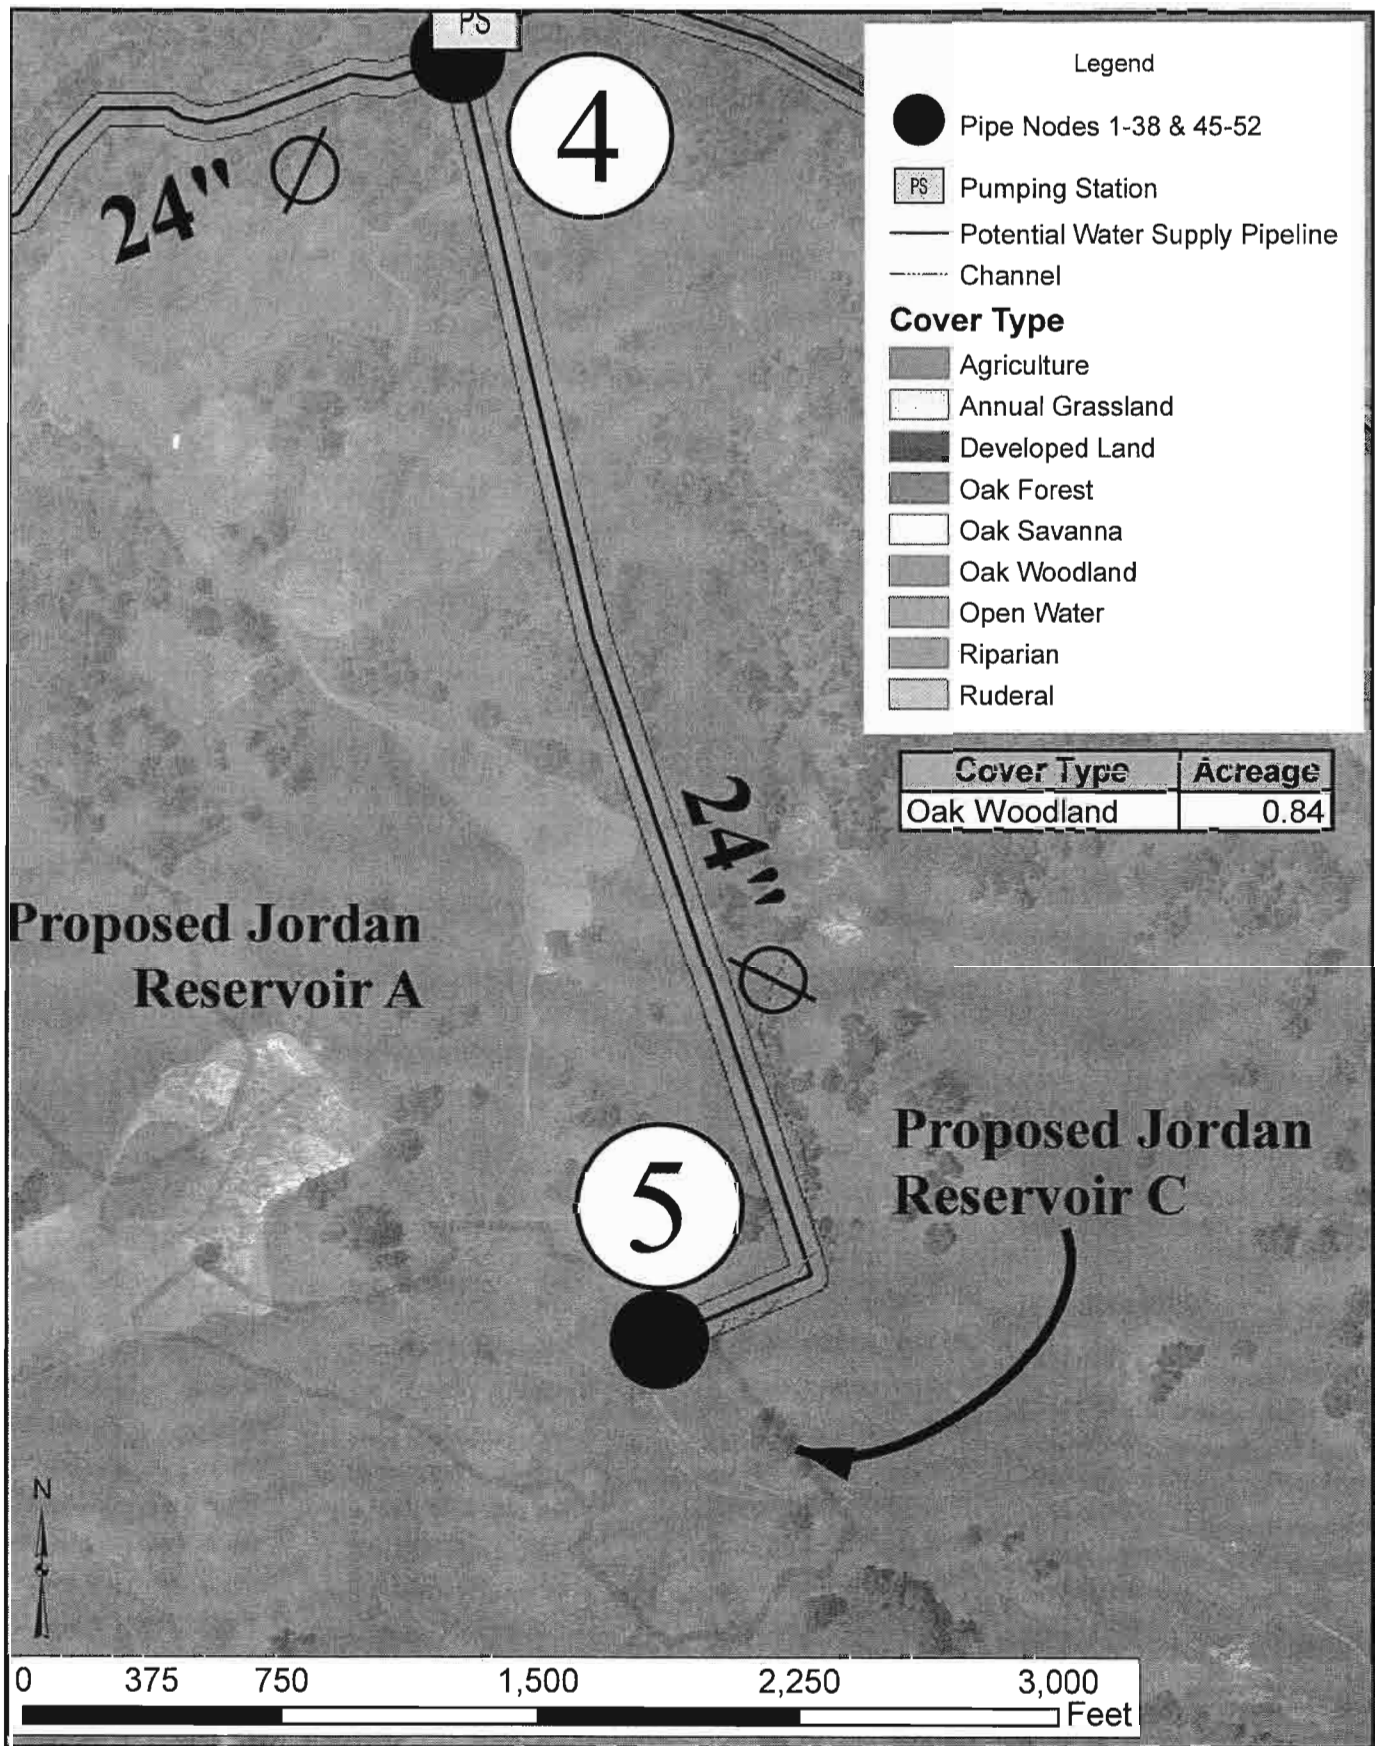 PS
4
24" Ø
Legend
Pipe Nodes 1-38 & 45-52
PS Pumping Station
Potential Water Supply Pipeline
Channel
Cover Type
Agriculture
Annual Grassland
Developed Land
Oak Forest
Oak Savanna
Oak Woodland
Open Water
Riparian
Ruderal
Cover Type Acreage
Oak Woodland 0.84
24" Ø
Proposed Jordan
Reservoir A
Proposed Jordan
Reservoir C
5
N
0 375 750 1,500 2,250 3,000
Feet